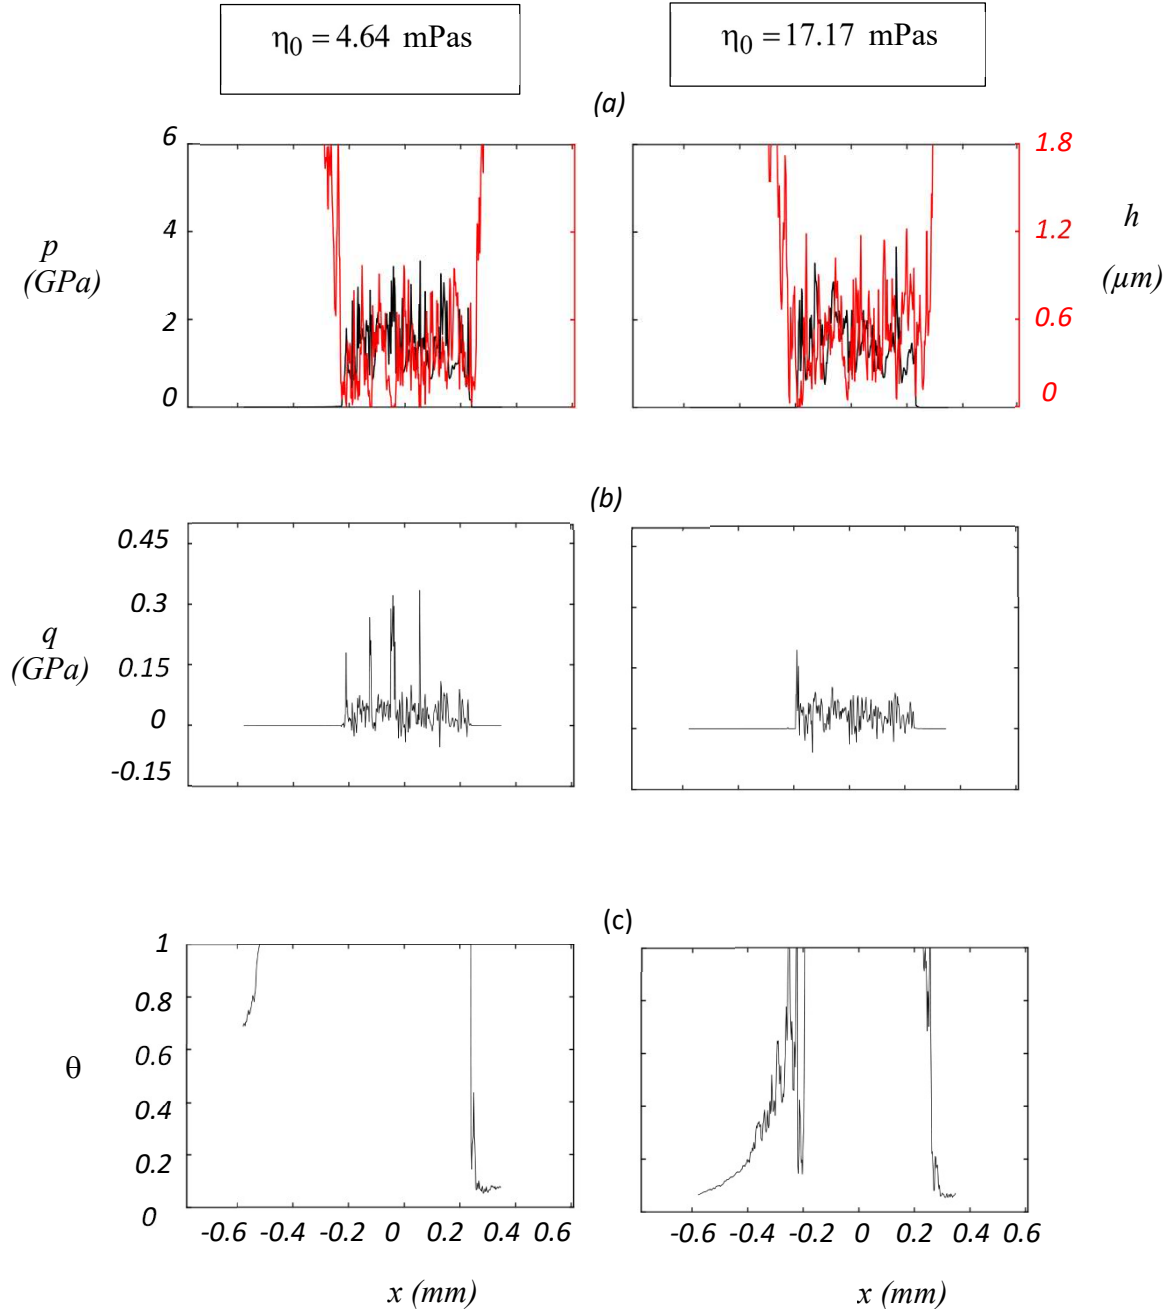 η0 = 4.64 mPas
η0 = 17.17 mPas
(a)
6
4
2
0
p
(GPa)
1.8
1.2
0.6
0
h
(μm)
(b)
0.45
0.3
0.15
0
-0.15
q
(GPa)
(c)
1
0.8
0.6
0.4
0.2
0
θ
-0.6 -0.4 -0.2 0 0.2 0.4 0.6
-0.6 -0.4 -0.2 0 0.2 0.4 0.6
x (mm)
x (mm)